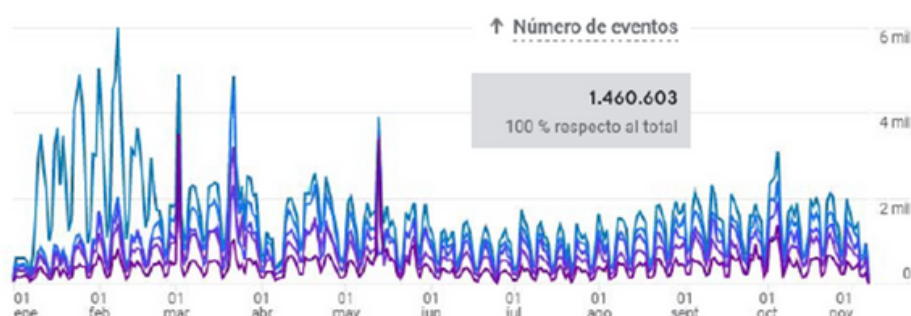 ↑ Número de eventos
1.460.603
100 % respecto al total
6 mil
4 mil
2 mil
0
01 ene
01 feb
01 mar
01 abr
01 may
01 jun
01 jul
01 ago
01 sept
01 oct
01 nov